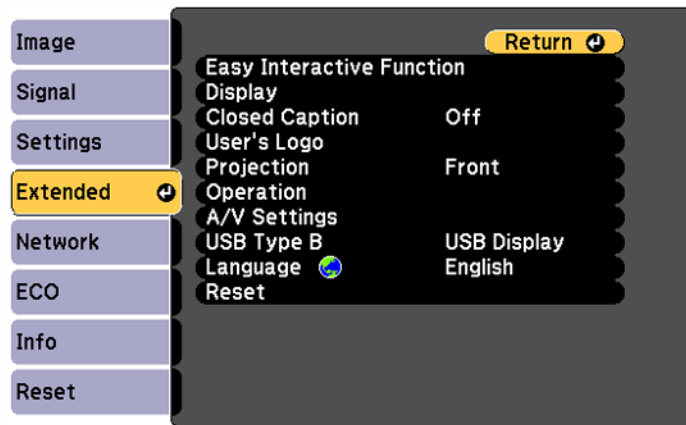 Image
Signal
Settings
Extended
Network
ECO
Info
Reset
Return
Easy Interactive Function
Display
Closed Caption Off
User's Logo
Projection Front
Operation
A/V Settings
USB Type B USB Display
Language English
Reset